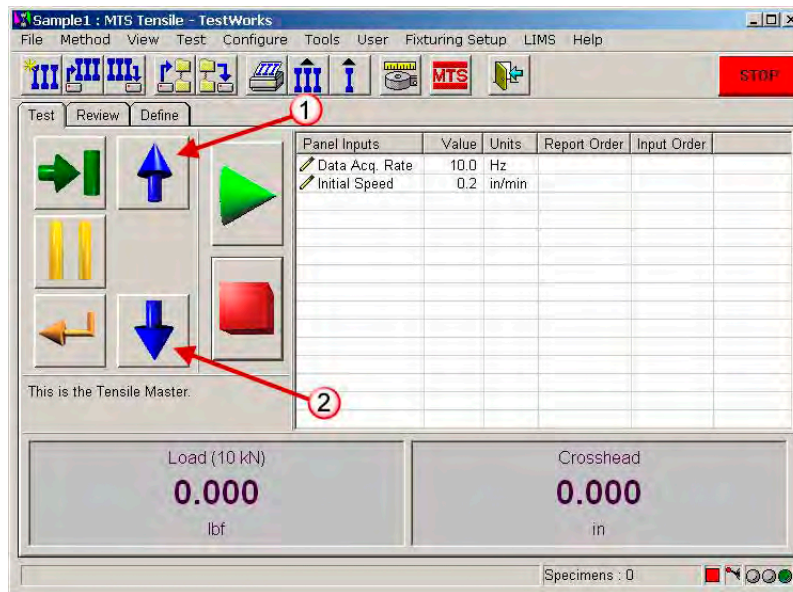 Sample1 : MTS Tensile - TestWorks
File Method View Test Configure Tools User Fixturing Setup LIMS Help
MTS
STOP
Test Review Define
1
Panel Inputs Value Units Report Order Input Order
Data Acq. Rate 10.0 Hz
Initial Speed 0.2 in/min
This is the Tensile Master.
2
Load (10 kN) Crosshead
0.000 0.000
lbf in
Specimens : 0